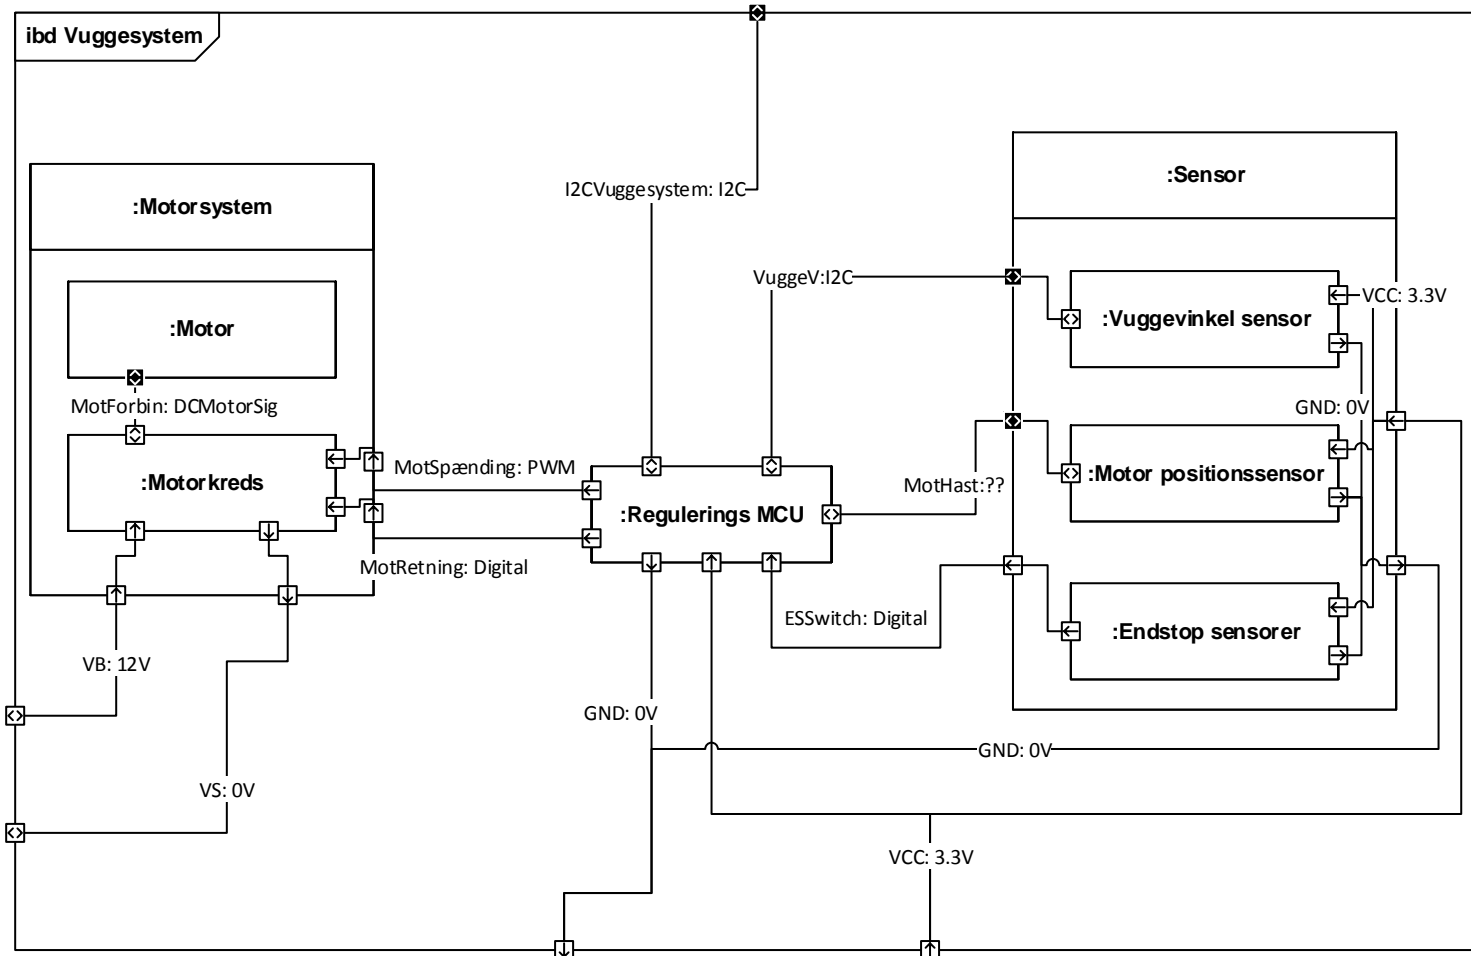 ibd Vuggesystem
I2CVuggesystem: I2C
:Motorsystem
:Sensor
:Motor
VuggeV:I2C
VCC: 3.3V
:Vuggevinkel sensor
MotForbin: DCMotorSig
GND: 0V
:Motorkreds
MotSpænding: PWM
:Motor positionssensor
MotHast:??
:Regulerings MCU
MotRetning: Digital
ESSwitch: Digital
:Endstop sensorer
VB: 12V
GND: 0V
GND: 0V
VS: 0V
VCC: 3.3V